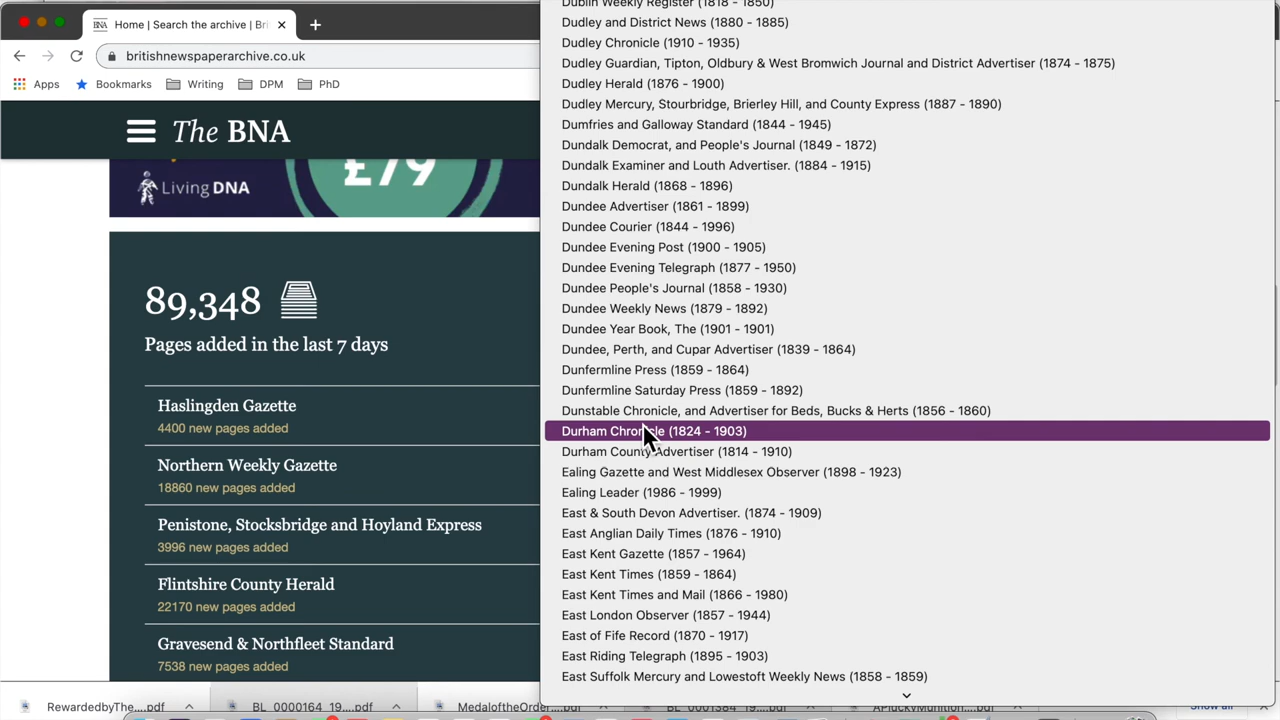 Home | Search the archive | Bri
britishnewspaperarchive.co.uk
Apps
Bookmarks
Writing
DPM
PhD
The BNA
£79
Living DNA
89,348
Pages added in the last 7 days
Haslingden Gazette
4400 new pages added
Northern Weekly Gazette
18860 new pages added
Penistone, Stocksbridge and Hoyland Express
3996 new pages added
Flintshire County Herald
22170 new pages added
Gravesend & Northfleet Standard
7538 new pages added
Dublin Weekly Register (1818 - 1850)
Dudley and District News (1880 - 1885)
Dudley Chronicle (1910 - 1935)
Dudley Guardian, Tipton, Oldbury & West Bromwich Journal and District Advertiser (1874 - 1875)
Dudley Herald (1876 - 1900)
Dudley Mercury, Stourbridge, Brierley Hill, and County Express (1887 - 1890)
Dumfries and Galloway Standard (1844 - 1945)
Dundalk Democrat, and People's Journal (1849 - 1872)
Dundalk Examiner and Louth Advertiser. (1884 - 1915)
Dundalk Herald (1868 - 1896)
Dundee Advertiser (1861 - 1899)
Dundee Courier (1844 - 1996)
Dundee Evening Post (1900 - 1905)
Dundee Evening Telegraph (1877 - 1950)
Dundee People's Journal (1858 - 1930)
Dundee Weekly News (1879 - 1892)
Dundee Year Book, The (1901 - 1901)
Dundee, Perth, and Cupar Advertiser (1839 - 1864)
Dunfermline Press (1859 - 1864)
Dunfermline Saturday Press (1859 - 1892)
Dunstable Chronicle, and Advertiser for Beds, Bucks & Herts (1856 - 1860)
Durham Chronicle (1824 - 1903)
Durham County Advertiser (1814 - 1910)
Ealing Gazette and West Middlesex Observer (1898 - 1923)
Ealing Leader (1986 - 1999)
East & South Devon Advertiser. (1874 - 1909)
East Anglian Daily Times (1876 - 1910)
East Kent Gazette (1857 - 1964)
East Kent Times (1859 - 1864)
East Kent Times and Mail (1866 - 1980)
East London Observer (1857 - 1944)
East of Fife Record (1870 - 1917)
East Riding Telegraph (1895 - 1903)
East Suffolk Mercury and Lowestoft Weekly News (1858 - 1859)
RewardedbyThe....pdf
BL_0000164_19....pdf
MedaloftheOrder....pdf
BL_0001384_19....pdf
APluckyMunition....pdf
Show all